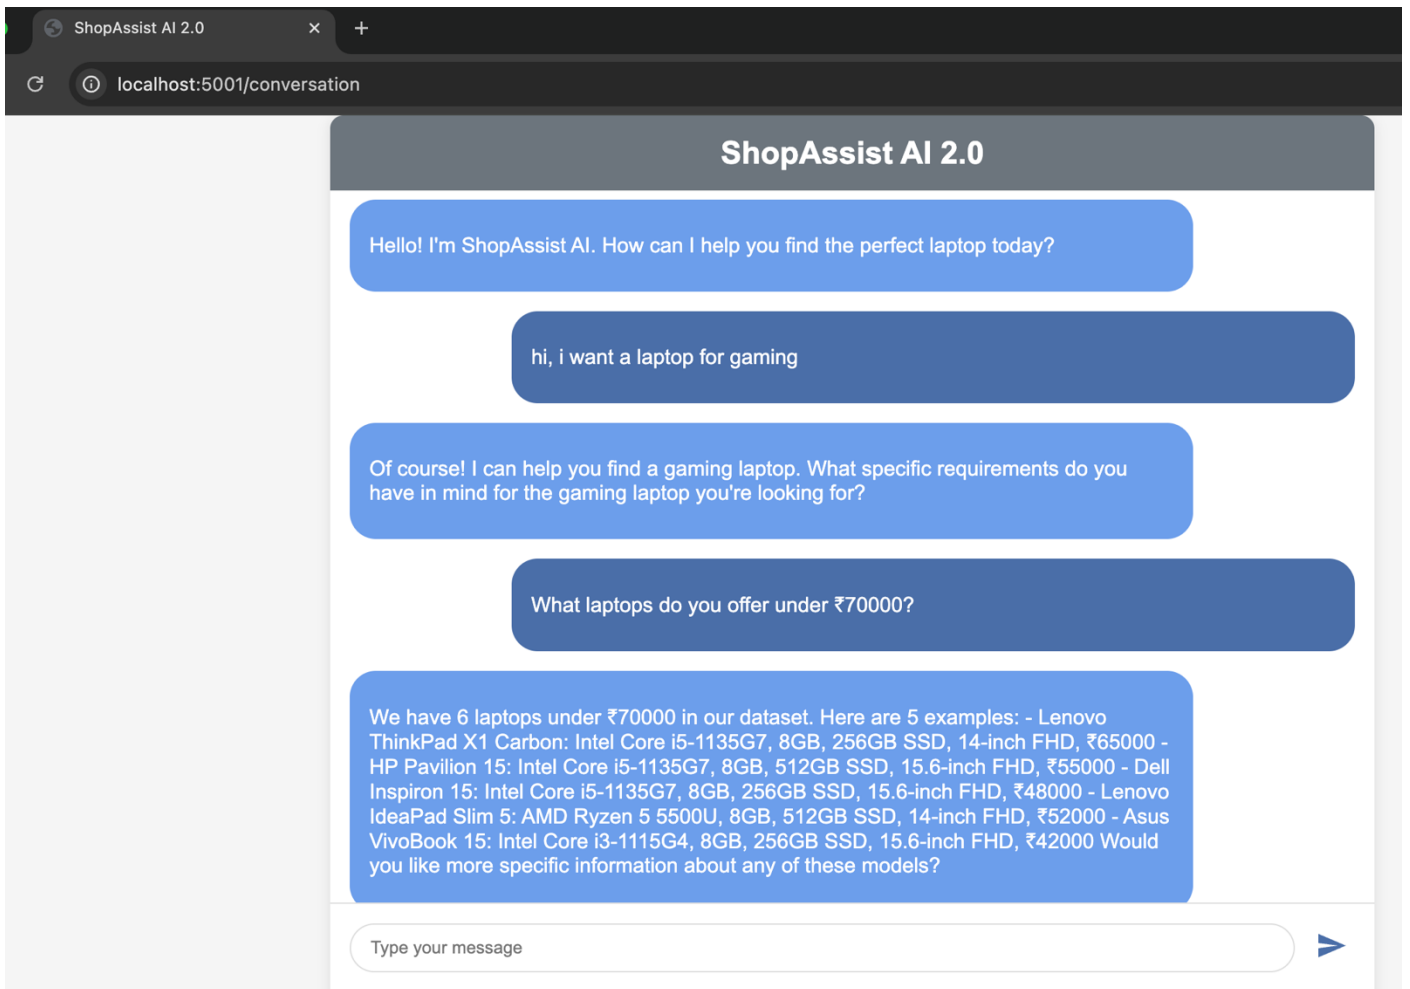 ShopAssist AI 2.0
localhost:5001/conversation
ShopAssist AI 2.0
Hello! I'm ShopAssist AI. How can I help you find the perfect laptop today?
hi, i want a laptop for gaming
Of course! I can help you find a gaming laptop. What specific requirements do you
have in mind for the gaming laptop you're looking for?
What laptops do you offer under ₹70000?
We have 6 laptops under ₹70000 in our dataset. Here are 5 examples: - Lenovo
ThinkPad X1 Carbon: Intel Core i5-1135G7, 8GB, 256GB SSD, 14-inch FHD, ₹65000 -
HP Pavilion 15: Intel Core i5-1135G7, 8GB, 512GB SSD, 15.6-inch FHD, ₹55000 - Dell
Inspiron 15: Intel Core i5-1135G7, 8GB, 256GB SSD, 15.6-inch FHD, ₹48000 - Lenovo
IdeaPad Slim 5: AMD Ryzen 5 5500U, 8GB, 512GB SSD, 14-inch FHD, ₹52000 - Asus
VivoBook 15: Intel Core i3-1115G4, 8GB, 256GB SSD, 15.6-inch FHD, ₹42000 Would
you like more specific information about any of these models?
Type your message